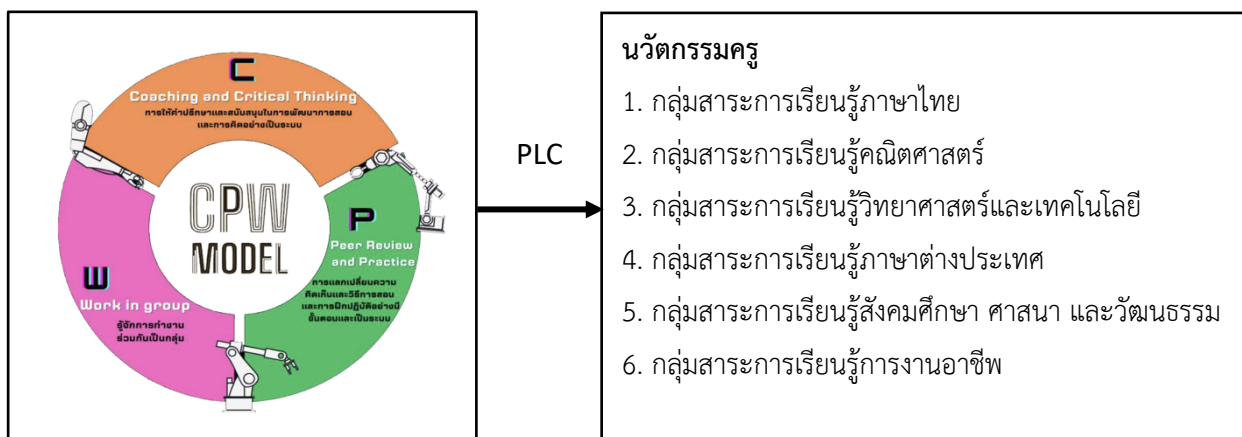 C
Coaching and Critical Thinking
การให้คำปรึกษาและสนับสนุนในการพัฒนาการสอน
และการคิดอย่างเป็นระบบ
CPW
MODEL
P
Peer Review
and Practice
การแลกเปลี่ยนความ
คิดเห็นและวิธีการสอน
และการฝึกปฏิบัติอย่างมี
ขั้นตอนและเป็นระบบ
W
Work in group
รู้จักการทำงาน
ร่วมกันเป็นกลุ่ม
PLC
นวัตกรรมครู
1. กลุ่มสาระการเรียนรู้ภาษาไทย
2. กลุ่มสาระการเรียนรู้คณิตศาสตร์
3. กลุ่มสาระการเรียนรู้วิทยาศาสตร์และเทคโนโลยี
4. กลุ่มสาระการเรียนรู้ภาษาต่างประเทศ
5. กลุ่มสาระการเรียนรู้สังคมศึกษา ศาสนา และวัฒนธรรม
6. กลุ่มสาระการเรียนรู้การงานอาชีพ